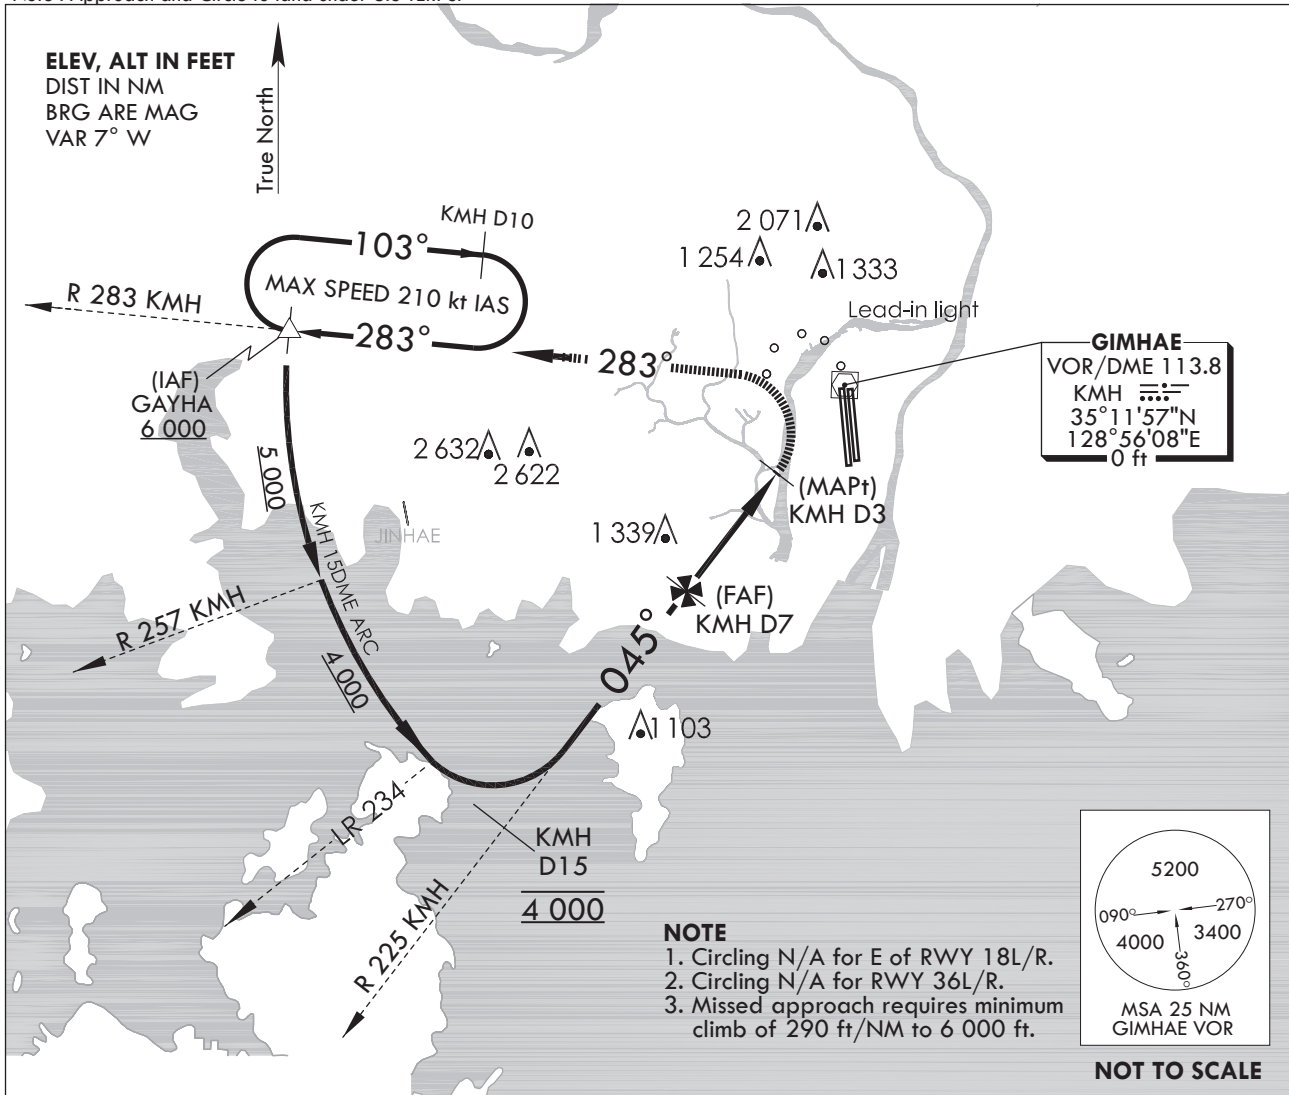 ELEV, ALT IN FEET
DIST IN NM
BRG ARE MAG
VAR 7° W
True North
KMH D10
103°
MAX SPEED 210 kt IAS
283°
R 283 KMH
(IAF)
GAYHA
6 000
5 000
KMH 15DME ARC
JINHAE
R 257 KMH
4 000
LR 234
R 225 KMH
KMH
D15
4 000
2 071
1 254
1 333
Lead-in light
283°
2 632
2 622
(MAPt)
KMH D3
1 339
(FAF)
KMH D7
045°
1 103
GIMHAE
VOR/DME 113.8
KMH
35°11'57"N
128°56'08"E
0 ft
NOTE
1. Circling N/A for E of RWY 18L/R.
2. Circling N/A for RWY 36L/R.
3. Missed approach requires minimum
climb of 290 ft/NM to 6 000 ft.
5200
090°
270°
4000
3400
360°
MSA 25 NM
GIMHAE VOR
NOT TO SCALE